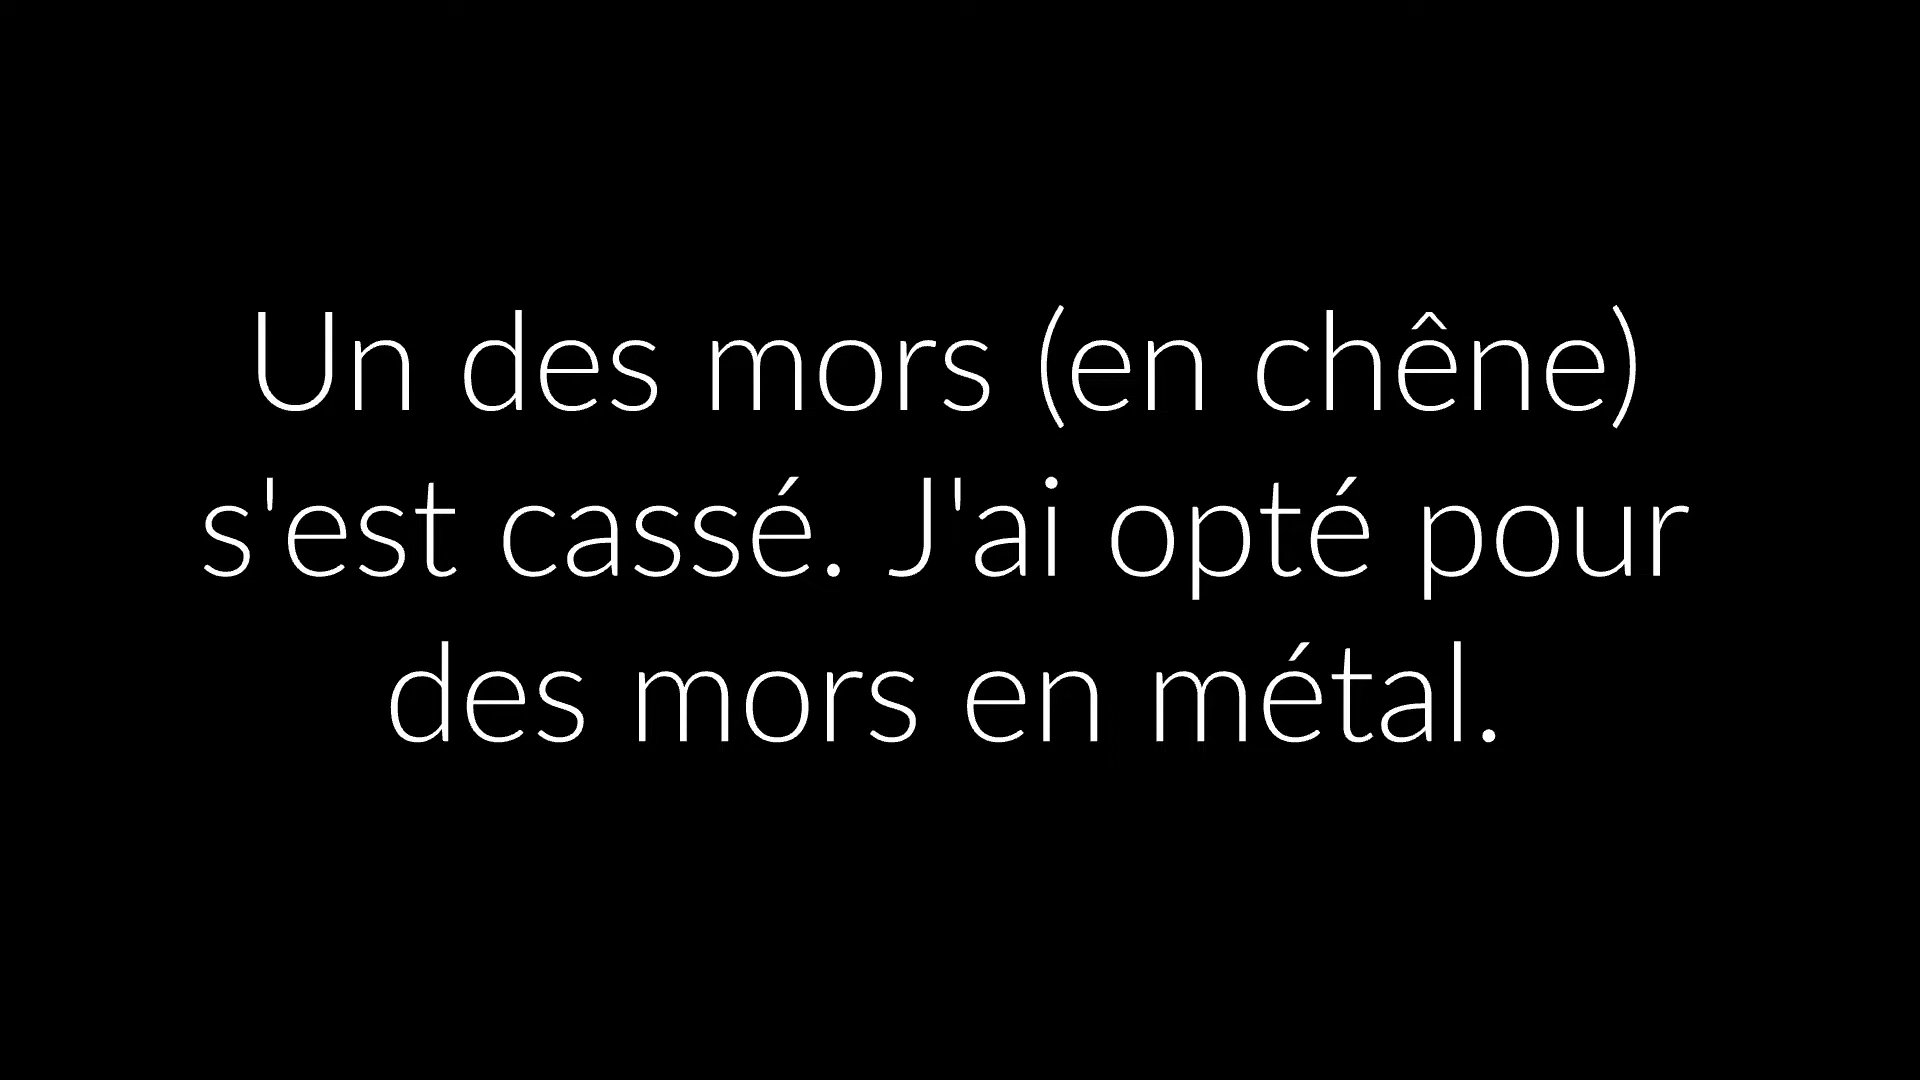 Un des mors (en chêne)
s'est cassé. J'ai opté pour
des mors en métal.